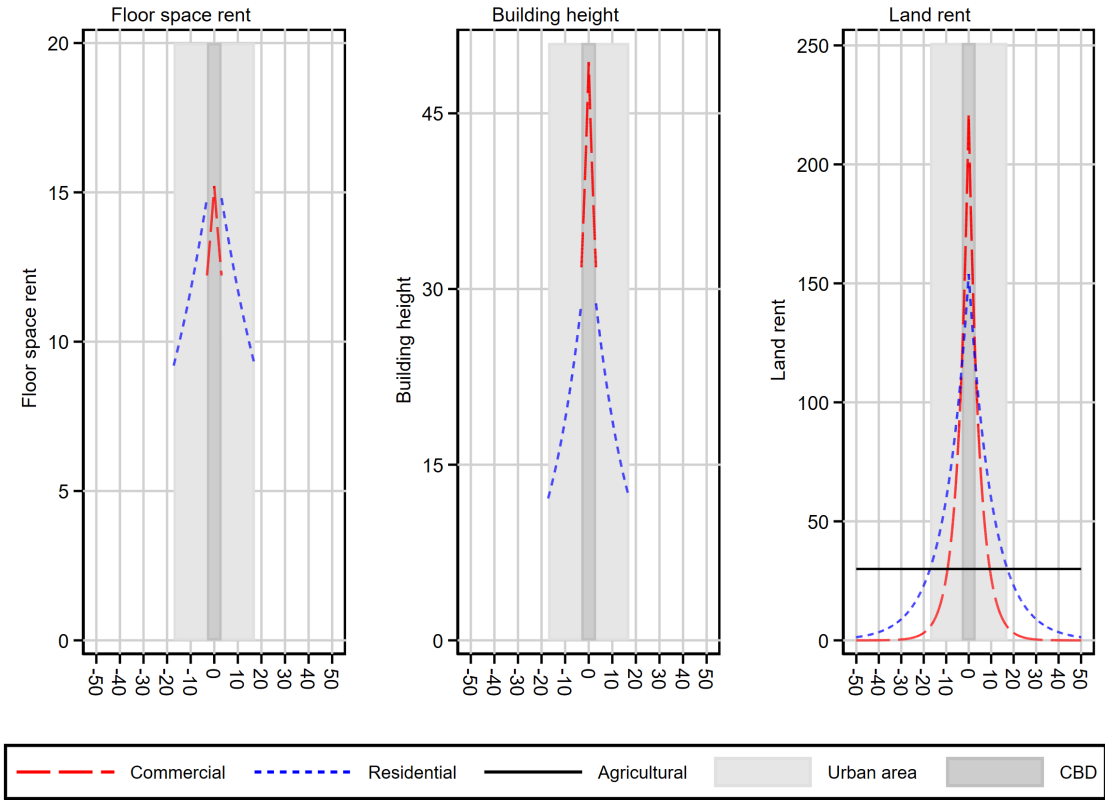 Floor space rent
Building height
Land rent
Floor space rent
20
15
10
5
0
-50 -40 -30 -20 -10 0 10 20 30 40 50
Building height
45
30
15
0
-50 -40 -30 -20 -10 0 10 20 30 40 50
Land rent
250
200
150
100
50
0
-50 -40 -30 -20 -10 0 10 20 30 40 50
Commercial Residential Agricultural Urban area CBD